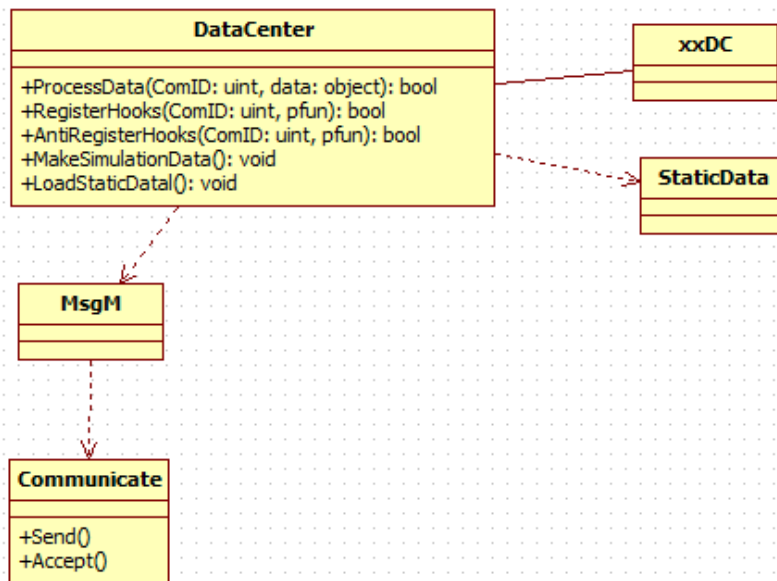 DataCenter
+ProcessData(ComID: uint, data: object): bool
+RegisterHooks(ComID: uint, pfun): bool
+AntiRegisterHooks(ComID: uint, pfun): bool
+MakeSimulationData(): void
+LoadStaticDatal(): void
xxDC
StaticData
MsgM
Communicate
+Send()
+Accept()